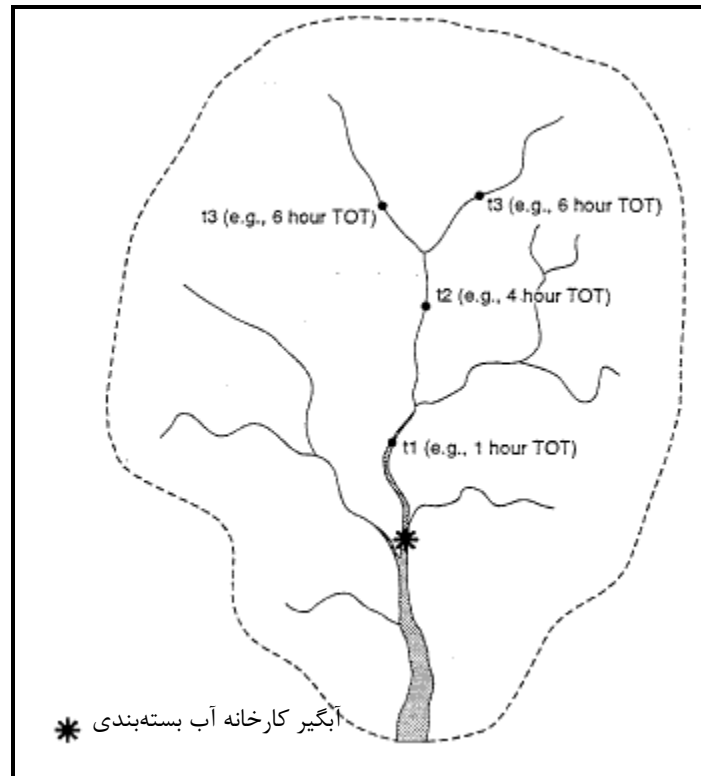 t3 (e.g., 6 hour TOT)
t3 (e.g., 6 hour TOT)
t2 (e.g., 4 hour TOT)
t1 (e.g., 1 hour TOT)
آبگیر کارخانه آب بسته‌بندی